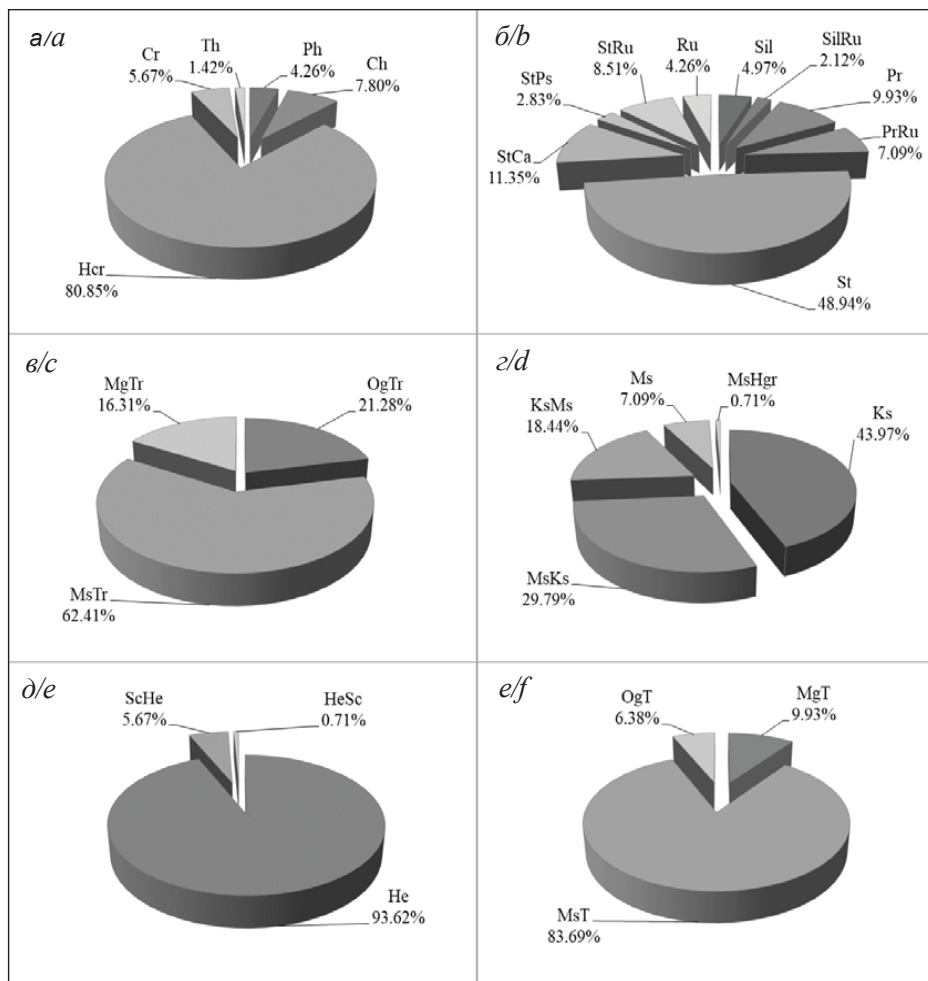 а/a
Cr
5.67%
Th
1.42%
Ph
4.26%
Ch
7.80%
Hcr
80.85%
б/b
StCa
11.35%
StPs
2.83%
StRu
8.51%
Ru
4.26%
Sil
4.97%
SilRu
2.12%
Pr
9.93%
PrRu
7.09%
St
48.94%
в/c
MgTr
16.31%
OgTr
21.28%
MsTr
62.41%
г/d
KsMs
18.44%
Ms
7.09%
MsHgr
0.71%
Ks
43.97%
MsKs
29.79%
д/e
ScHe
5.67%
HeSc
0.71%
He
93.62%
е/f
OgT
6.38%
MgT
9.93%
MsT
83.69%